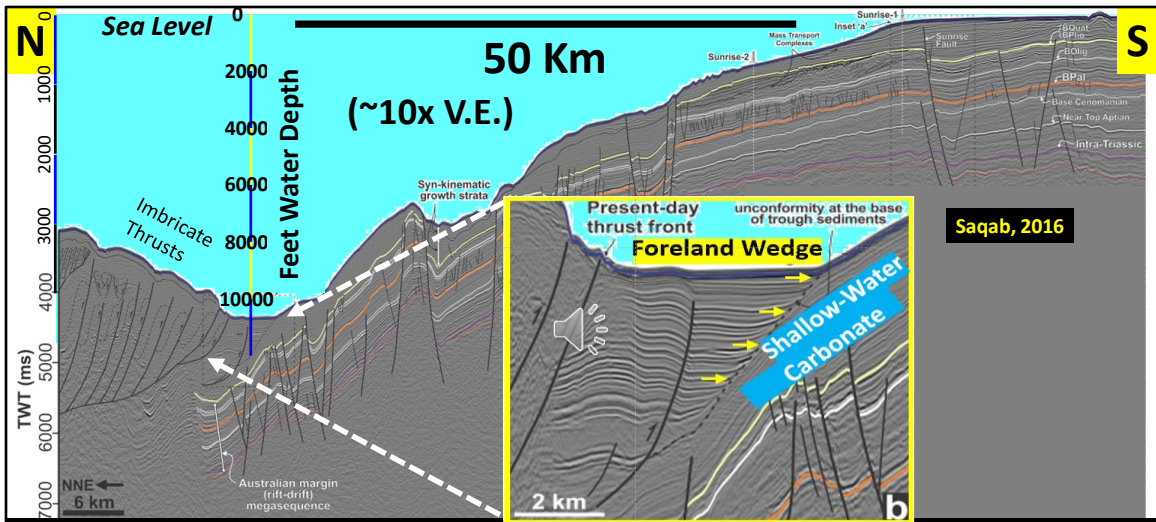 N
Sea Level
50 Km
(~10x V.E.)
S
0
1000
2000
3000
4000
5000
6000
7000
TWT (ms)
0
2000
4000
6000
8000
10000
Feet Water Depth
Sunrise-1
Inset 'a'
Mass Transport
Complexes
Sunrise-2
Sunrise
Fault
BQuat
BPlio
BOlig
BPal
Base Cenomanian
Near Top Aptian
Intra-Triassic
Syn-kinematic
growth strata
Imbricate
Thrusts
Saqab, 2016
Australian margin
(rift-drift)
megasequence
NNE
6 km
Present-day
thrust front
unconformity at the base
of trough sediments
Foreland Wedge
Shallow-Water
Carbonate
2 km
b